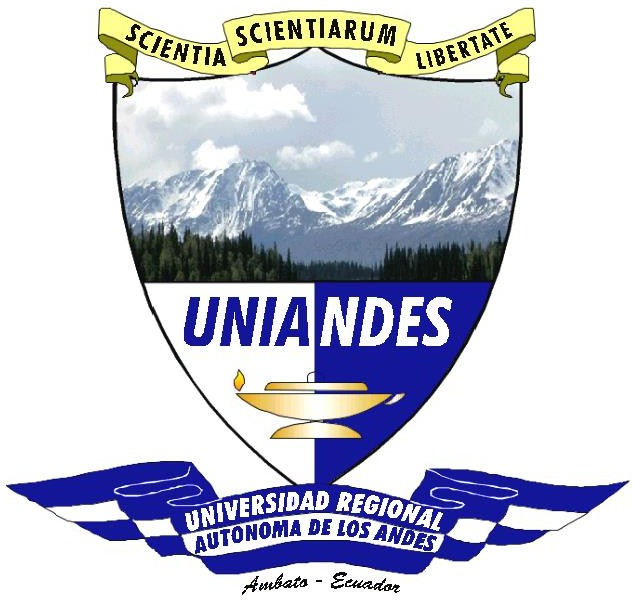 SCIENTIA SCIENTIARUM LIBERTATE
UNIANDES
UNIVERSIDAD REGIONAL
AUTONOMA DE LOS ANDES
Ambato - Ecuador